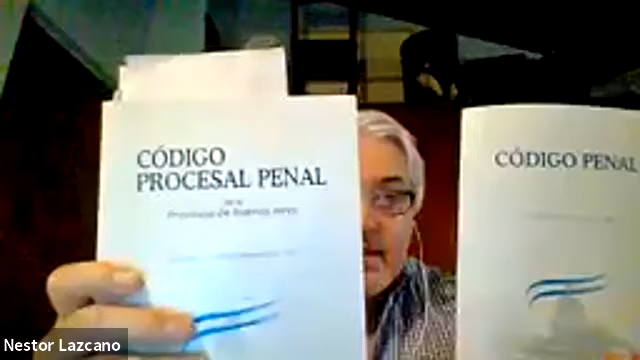 CÓDIGO
PROCESAL PENAL
de la
Provincia de Buenos Aires
CÓDIGO PENAL
Nestor Lazcano